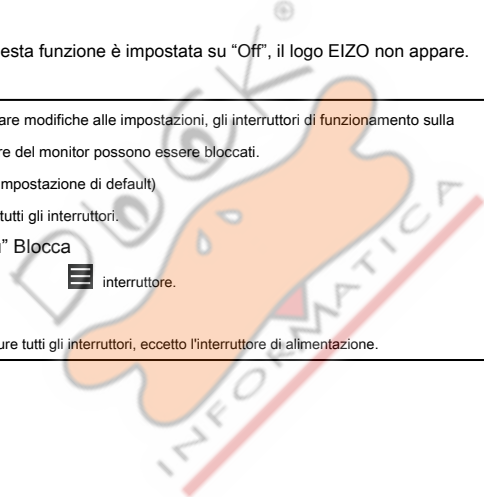 esta funzione è impostata su “Off”, il logo EIZO non appare.
are modifiche alle impostazioni, gli interruttori di funzionamento sulla
re del monitor possono essere bloccati.
mpostazione di default)
tutti gli interruttori.
” Blocca
interruttore.
ure tutti gli interruttori, eccetto l'interruttore di alimentazione.
DOOK ®
INFORMATICA